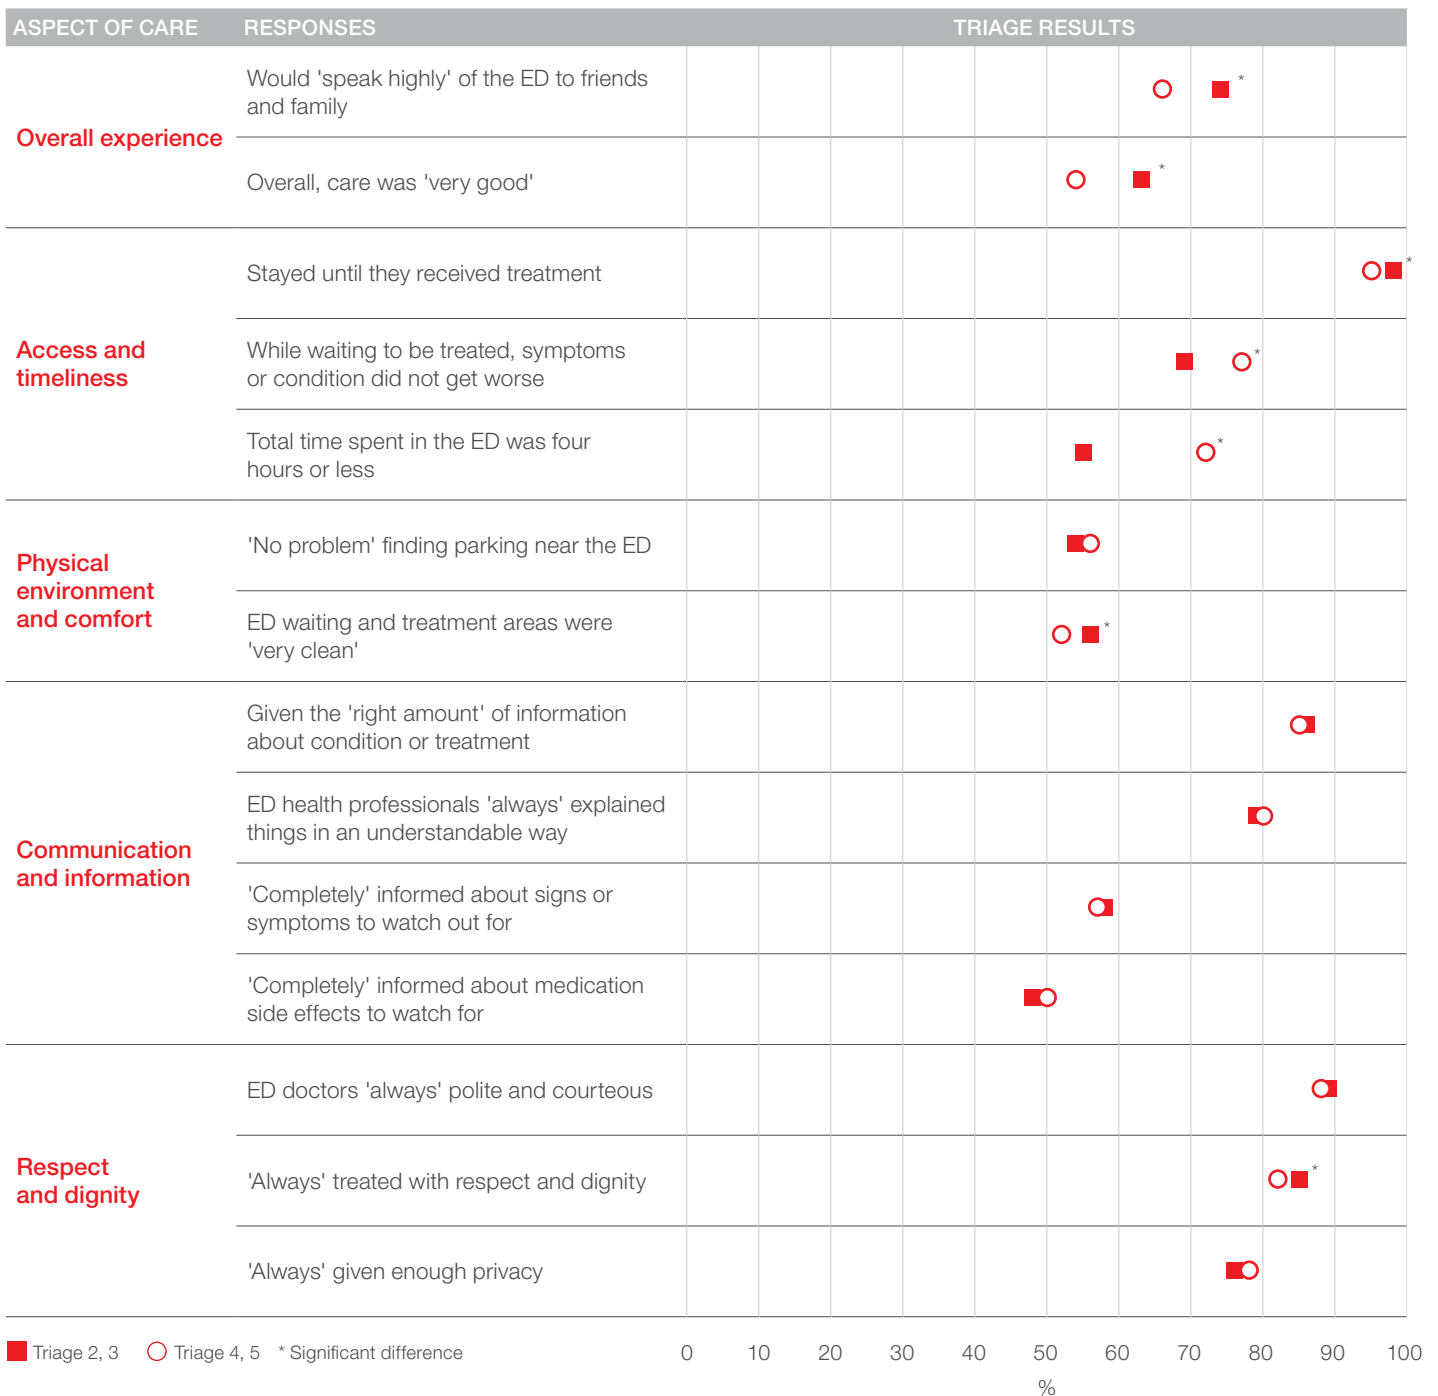 ASPECT OF CARE RESPONSES TRIAGE RESULTS
Overall experience
Would 'speak highly' of the ED to friends
and family
*
Overall, care was 'very good'
*
Access and
timeliness
Stayed until they received treatment
*
While waiting to be treated, symptoms
or condition did not get worse
*
Total time spent in the ED was four
hours or less
*
Physical
environment
and comfort
'No problem' finding parking near the ED
ED waiting and treatment areas were
'very clean'
*
Communication
and information
Given the 'right amount' of information
about condition or treatment
ED health professionals 'always' explained
things in an understandable way
'Completely' informed about signs or
symptoms to watch out for
'Completely' informed about medication
side effects to watch for
Respect
and dignity
ED doctors 'always' polite and courteous
'Always' treated with respect and dignity
*
'Always' given enough privacy
Triage 2, 3 Triage 4, 5 * Significant difference
0 10 20 30 40 50 60 70 80 90 100
%